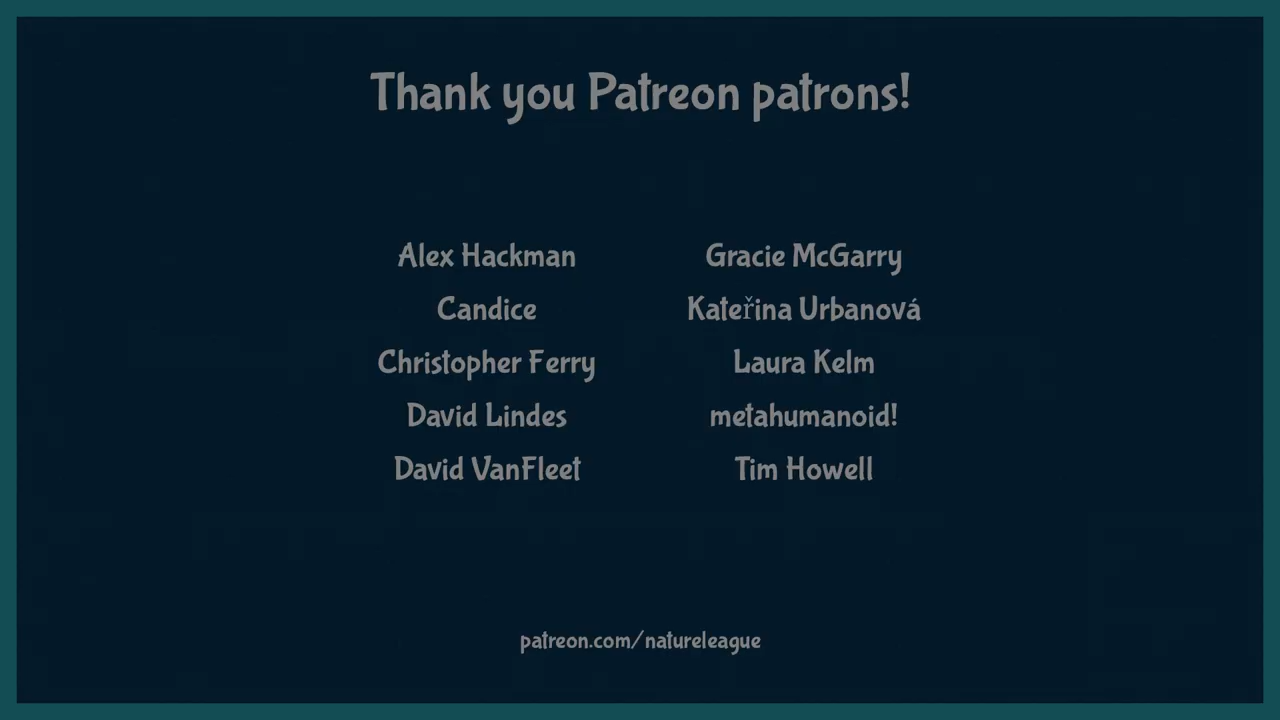 Thank you Patreon patrons!
Alex Hackman
Candice
Christopher Ferry
David Lindes
David VanFleet
Gracie McGarry
Kateřina Urbanová
Laura Kelm
metahumanoid!
Tim Howell
patreon.com/natureleague